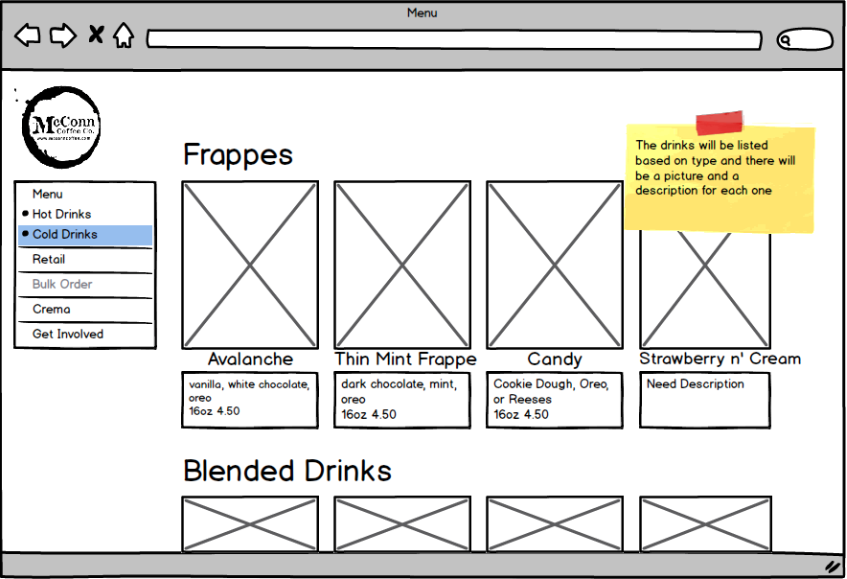 Menu
McConn
Coffee Co.
www.mcconncoffee.com
Frappes
The drinks will be listed
based on type and there will
be a picture and a
description for each one
Menu
Hot Drinks
Cold Drinks
Retail
Bulk Order
Crema
Get Involved
Avalanche
Thin Mint Frappe
Candy
Strawberry n' Cream
vanilla, white chocolate,
oreo
16oz 4.50
dark chocolate, mint,
oreo
16oz 4.50
Cookie Dough, Oreo,
or Reeses
16oz 4.50
Need Description
Blended Drinks